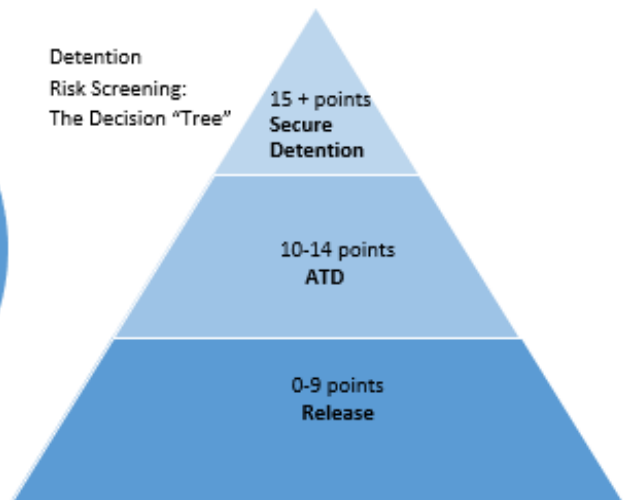 Detention
Risk Screening:
The Decision “Tree”
15 + points
Secure
Detention
10-14 points
ATD
0-9 points
Release